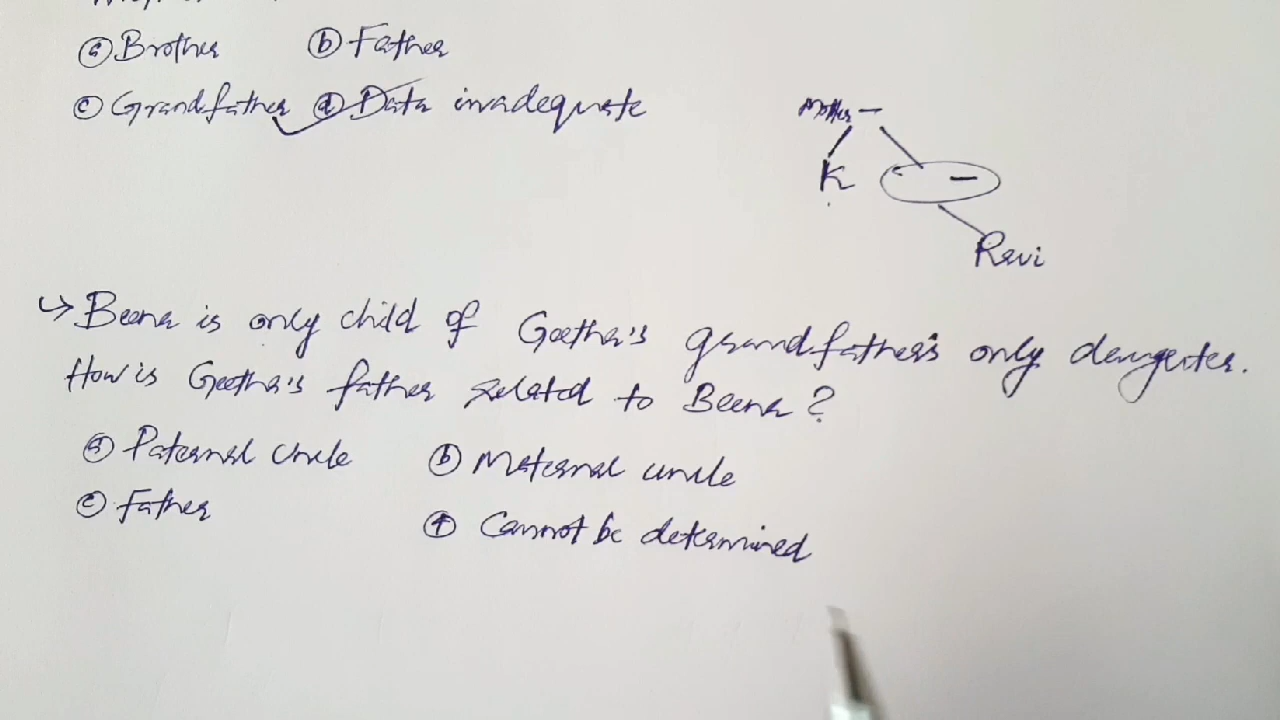 ⓐ Brother ⓑ Father
ⓒ Grandfather ⓓ Data inadequate
Mother –
K –
Ravi
↪ Beena is only child of Geetha's grandfather's only daugeter.
How is Geetha's father related to Beena?
ⓐ Paternal uncle ⓑ Maternal uncle
ⓒ father ⓓ Cannot be determined